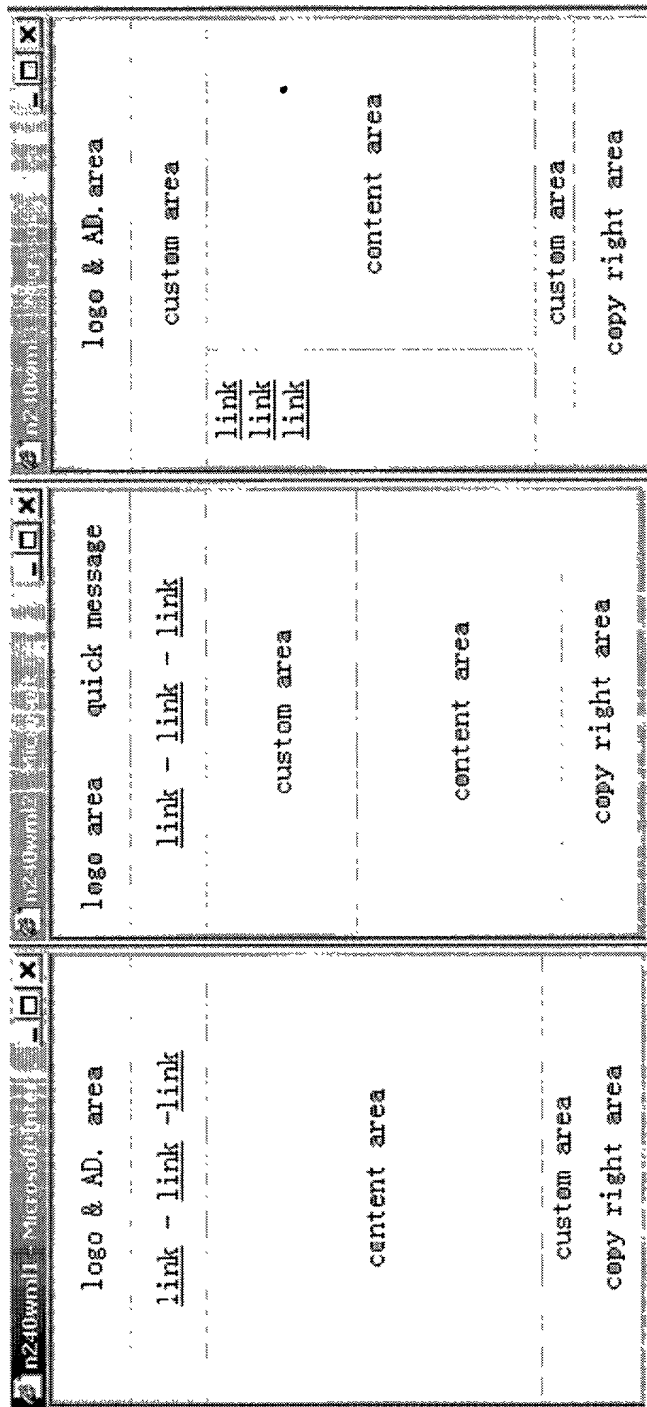 n240wml1 - Microsoft
logo & AD. area
link - link -link
content area
custom area
copy right area
n240wml2
logo area quick message
link - link - link
custom area
content area
copy right area
logo & AD. area
custom area
link
link
link
content area
custom area
copy right area